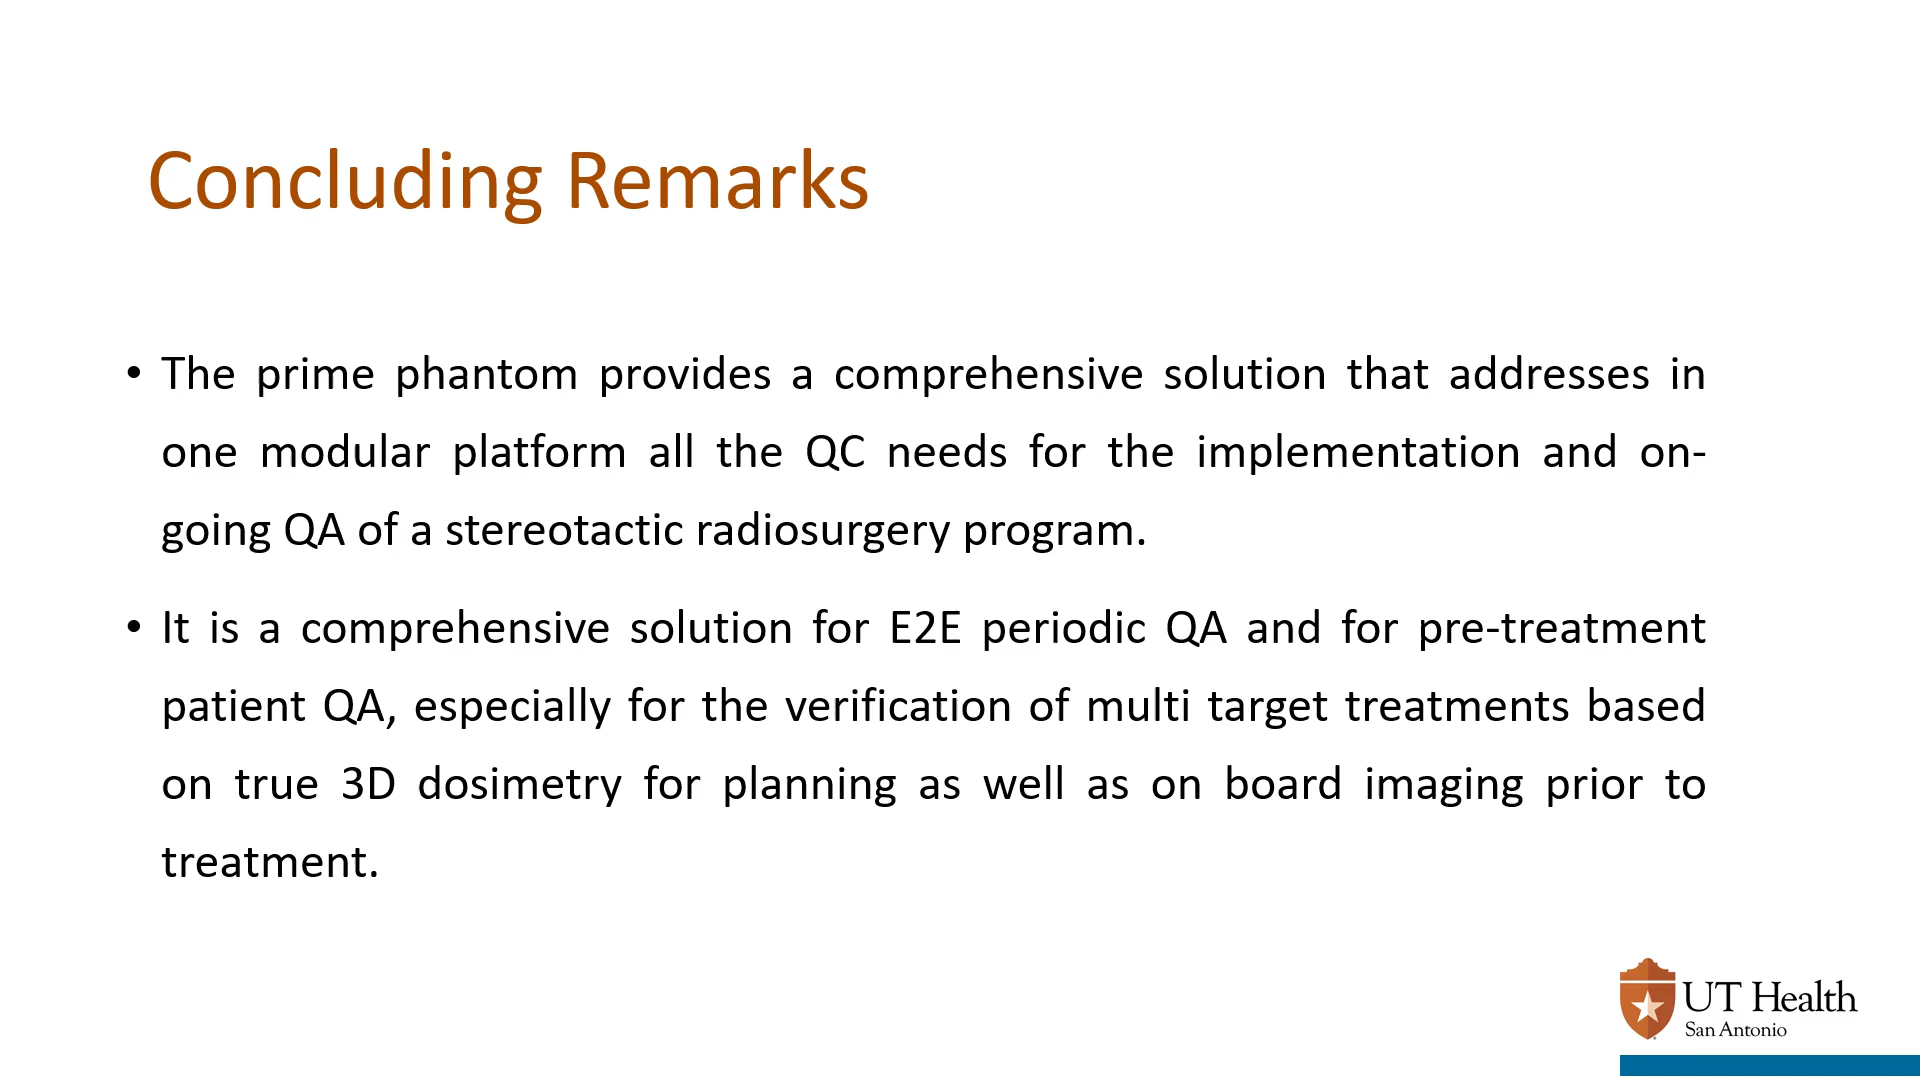 Concluding Remarks
• The prime phantom provides a comprehensive solution that addresses in
one modular platform all the QC needs for the implementation and on-
going QA of a stereotactic radiosurgery program.
• It is a comprehensive solution for E2E periodic QA and for pre-treatment
patient QA, especially for the verification of multi target treatments based
on true 3D dosimetry for planning as well as on board imaging prior to
treatment.
UT Health
San Antonio